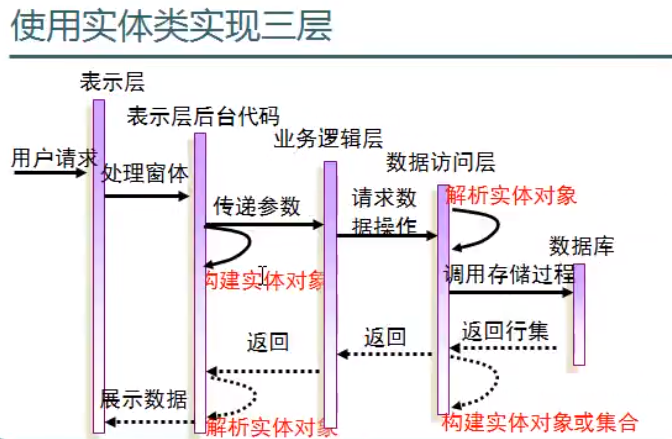 使用实体类实现三层
表示层
表示层后台代码
业务逻辑层
数据访问层
数据库
用户请求
处理窗体
传递参数
请求数
据操作
解析实体对象
构建实体对象
调用存储过程
返回行集
返回
返回
展示数据
解析实体对象
构建实体对象或集合